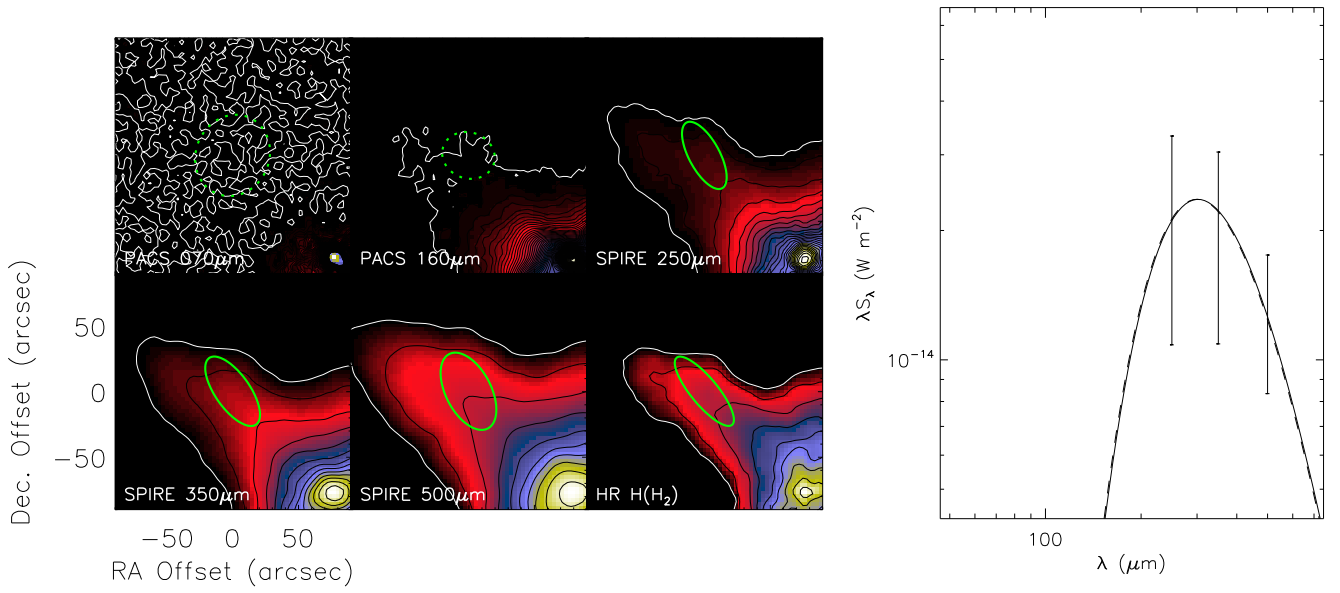 PACS 070μm
PACS 160μm
SPIRE 250μm
SPIRE 350μm
SPIRE 500μm
HR H(H₂)
50
0
−50
Dec. Offset (arcsec)
−50 0 50
RA Offset (arcsec)
λSλ (W m⁻²)
10⁻¹⁴
100
λ (μm)